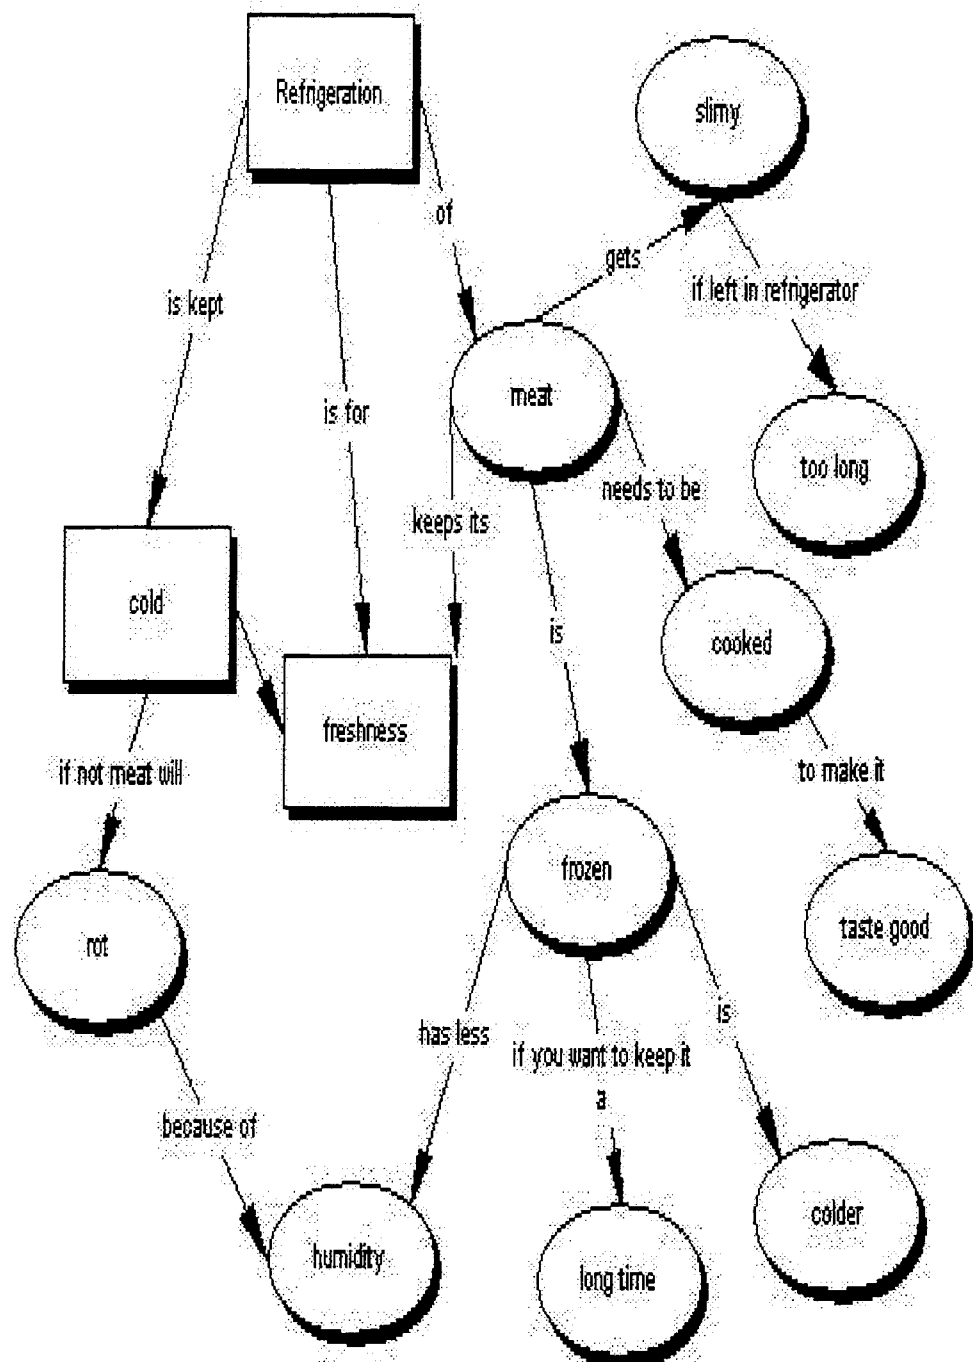 Refrigeration
slimy
of
gets
if left in refrigerator
is kept
meat
is for
too long
needs to be
keeps its
cold
is
cooked
freshness
if not meat will
to make it
frozen
taste good
rot
is
has less
if you want to keep it
a
because of
colder
humidity
long time